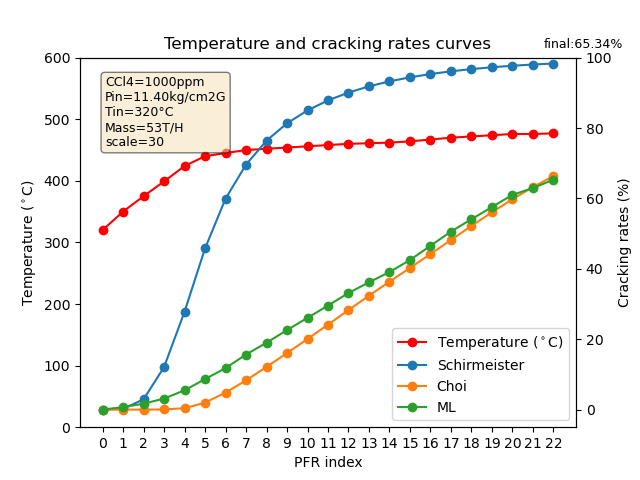 Temperature and cracking rates curves
final:65.34%
CCl4=1000ppm
Pin=11.40kg/cm2G
Tin=320°C
Mass=53T/H
scale=30
600
500
400
300
200
100
0
Temperature (°C)
100
80
60
40
20
0
Cracking rates (%)
Temperature (°C)
Schirmeister
Choi
ML
0 1 2 3 4 5 6 7 8 9 10 11 12 13 14 15 16 17 18 19 20 21 22
PFR index